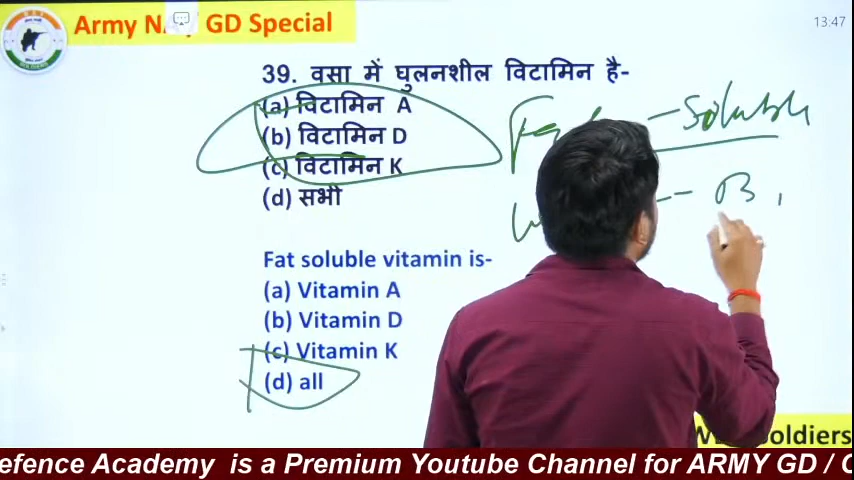 Army NA GD Special
13:47
39. वसा में घुलनशील विटामिन है-
(a) विटामिन A
(b) विटामिन D
(c) विटामिन K
(d) सभी
Soluble
B,
Fat soluble vitamin is-
(a) Vitamin A
(b) Vitamin D
(c) Vitamin K
(d) all
oldiers
efence Academy is a Premium Youtube Channel for ARMY GD /